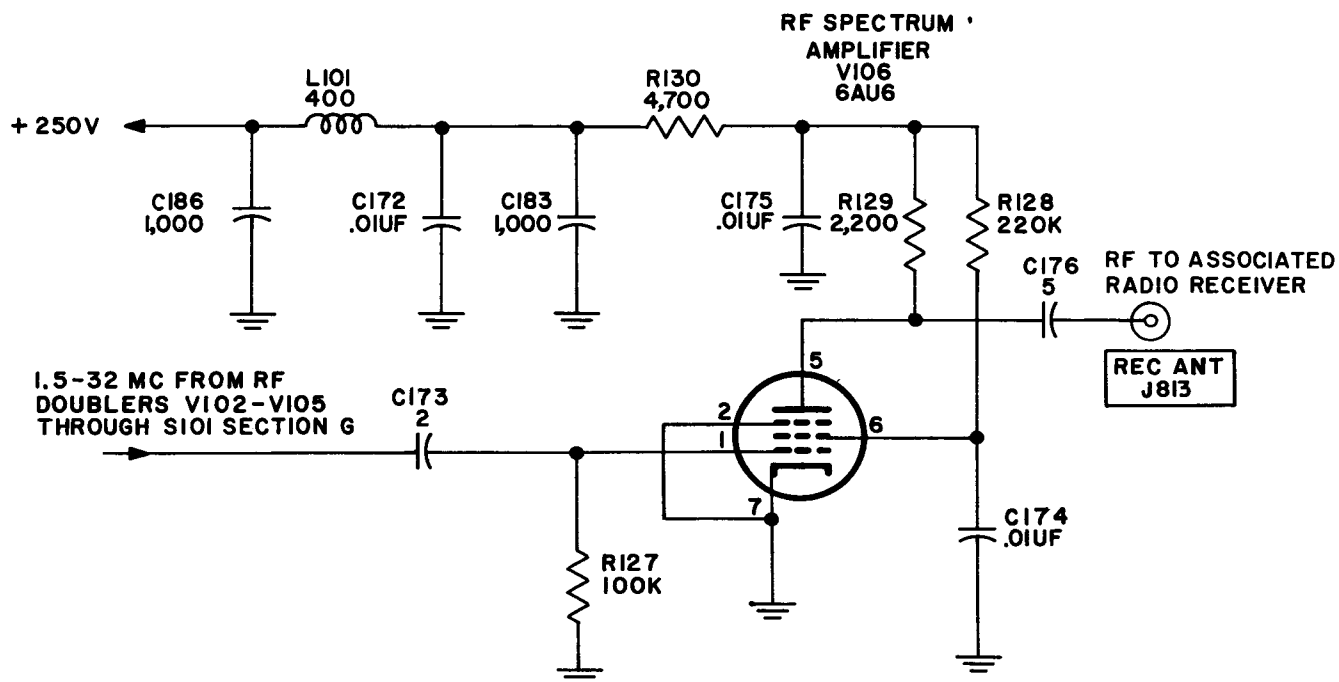 RF SPECTRUM
AMPLIFIER
V106
6AU6
L101
400
R130
4,700
+250V
C186
1,000
C172
.01UF
C183
1,000
C175
.01UF
R129
2,200
R128
220K
C176
5
RF TO ASSOCIATED
RADIO RECEIVER
REC ANT
J813
1.5-32 MC FROM RF
DOUBLERS V102-V105
THROUGH S101 SECTION G
C173
2
5
2
1
6
7
R127
100K
C174
.01UF